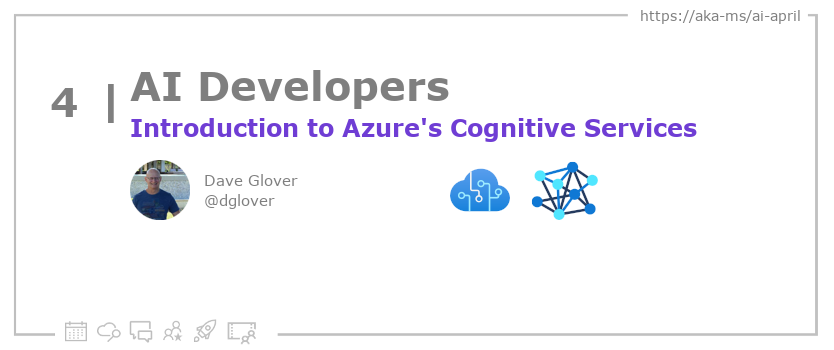 https://aka-ms/ai-april
4 | AI Developers
Introduction to Azure's Cognitive Services
Dave Glover
@dglover